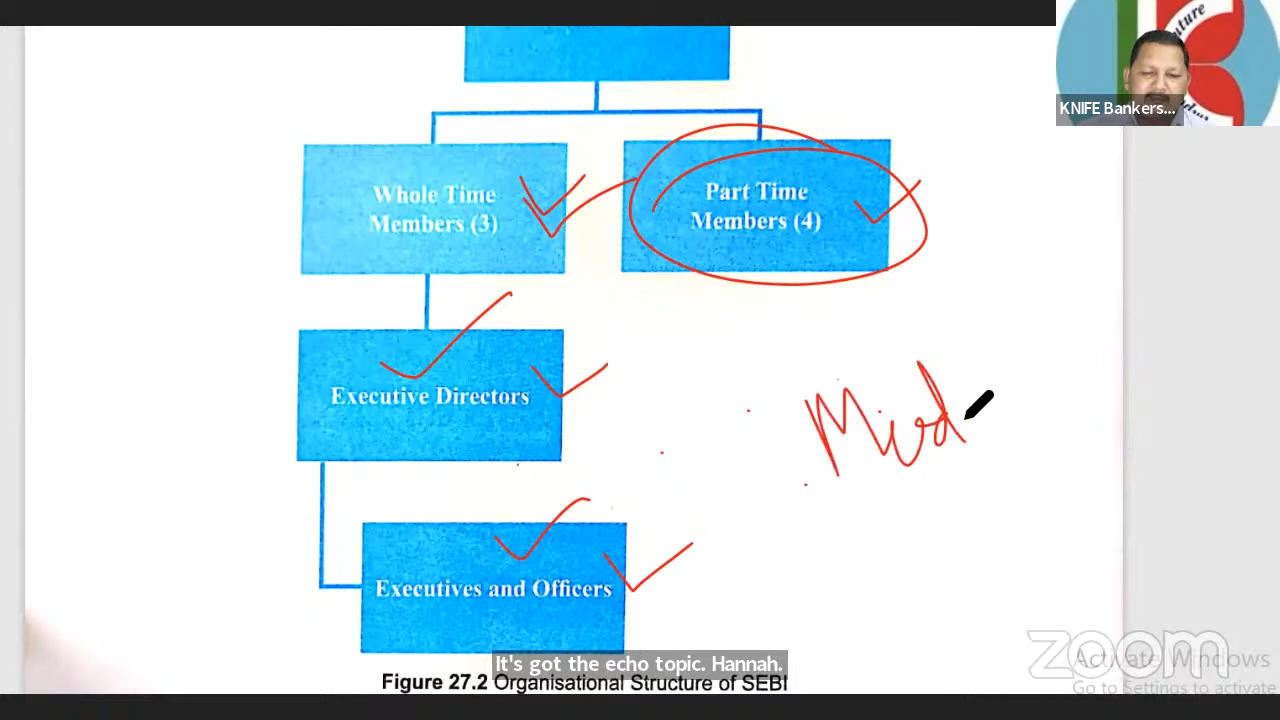 uture
KNIFE Bankers...
Whole Time
Members (3)
Part Time
Members (4)
Executive Directors
Executives and Officers
It's got the echo topic. Hannah.
Figure 27.2 Organisational Structure of SEBI
zoom
Activate Windows
Go to Settings to activate